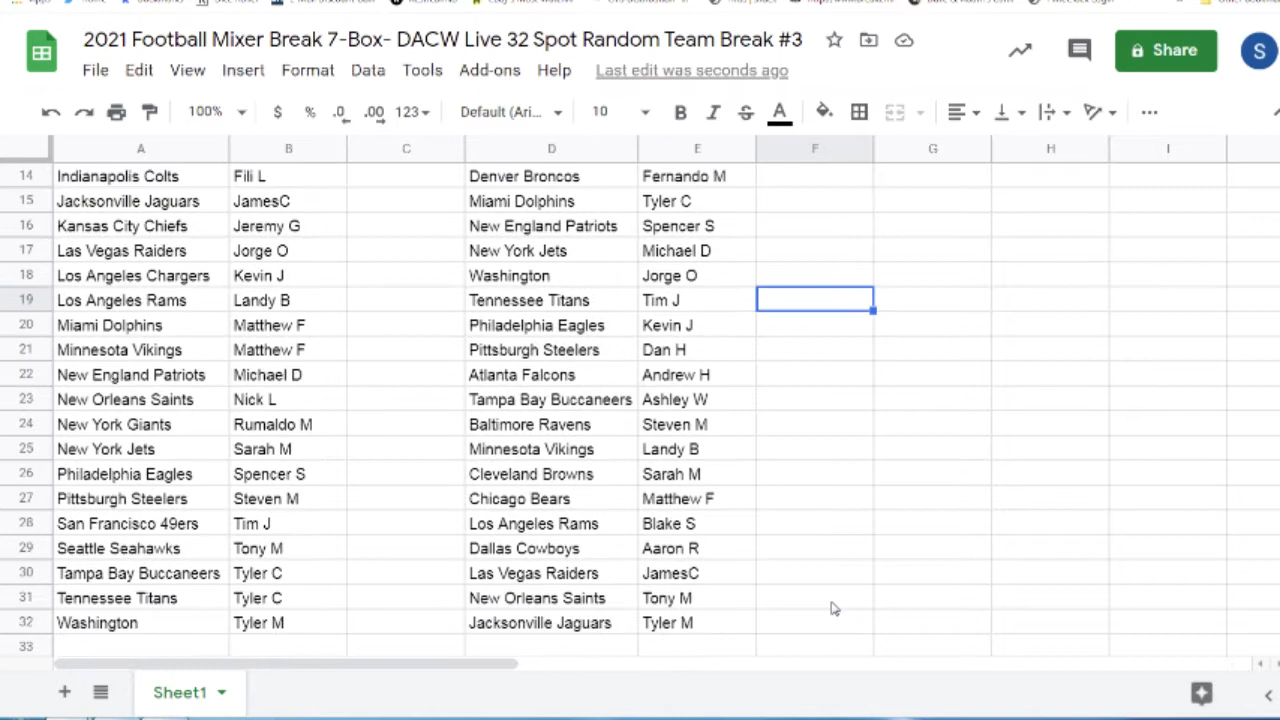 2021 Football Mixer Break 7-Box- DACW Live 32 Spot Random Team Break #3
Share
S
File Edit View Insert Format Data Tools Add-ons Help Last edit was seconds ago
100% $ % .0 .00 123 Default (Ari... 10 B I S A
A B C D E F G H I
14 Indianapolis Colts Fili L Denver Broncos Fernando M
15 Jacksonville Jaguars JamesC Miami Dolphins Tyler C
16 Kansas City Chiefs Jeremy G New England Patriots Spencer S
17 Las Vegas Raiders Jorge O New York Jets Michael D
18 Los Angeles Chargers Kevin J Washington Jorge O
19 Los Angeles Rams Landy B Tennessee Titans Tim J
20 Miami Dolphins Matthew F Philadelphia Eagles Kevin J
21 Minnesota Vikings Matthew F Pittsburgh Steelers Dan H
22 New England Patriots Michael D Atlanta Falcons Andrew H
23 New Orleans Saints Nick L Tampa Bay Buccaneers Ashley W
24 New York Giants Rumaldo M Baltimore Ravens Steven M
25 New York Jets Sarah M Minnesota Vikings Landy B
26 Philadelphia Eagles Spencer S Cleveland Browns Sarah M
27 Pittsburgh Steelers Steven M Chicago Bears Matthew F
28 San Francisco 49ers Tim J Los Angeles Rams Blake S
29 Seattle Seahawks Tony M Dallas Cowboys Aaron R
30 Tampa Bay Buccaneers Tyler C Las Vegas Raiders JamesC
31 Tennessee Titans Tyler C New Orleans Saints Tony M
32 Washington Tyler M Jacksonville Jaguars Tyler M
33
Sheet1